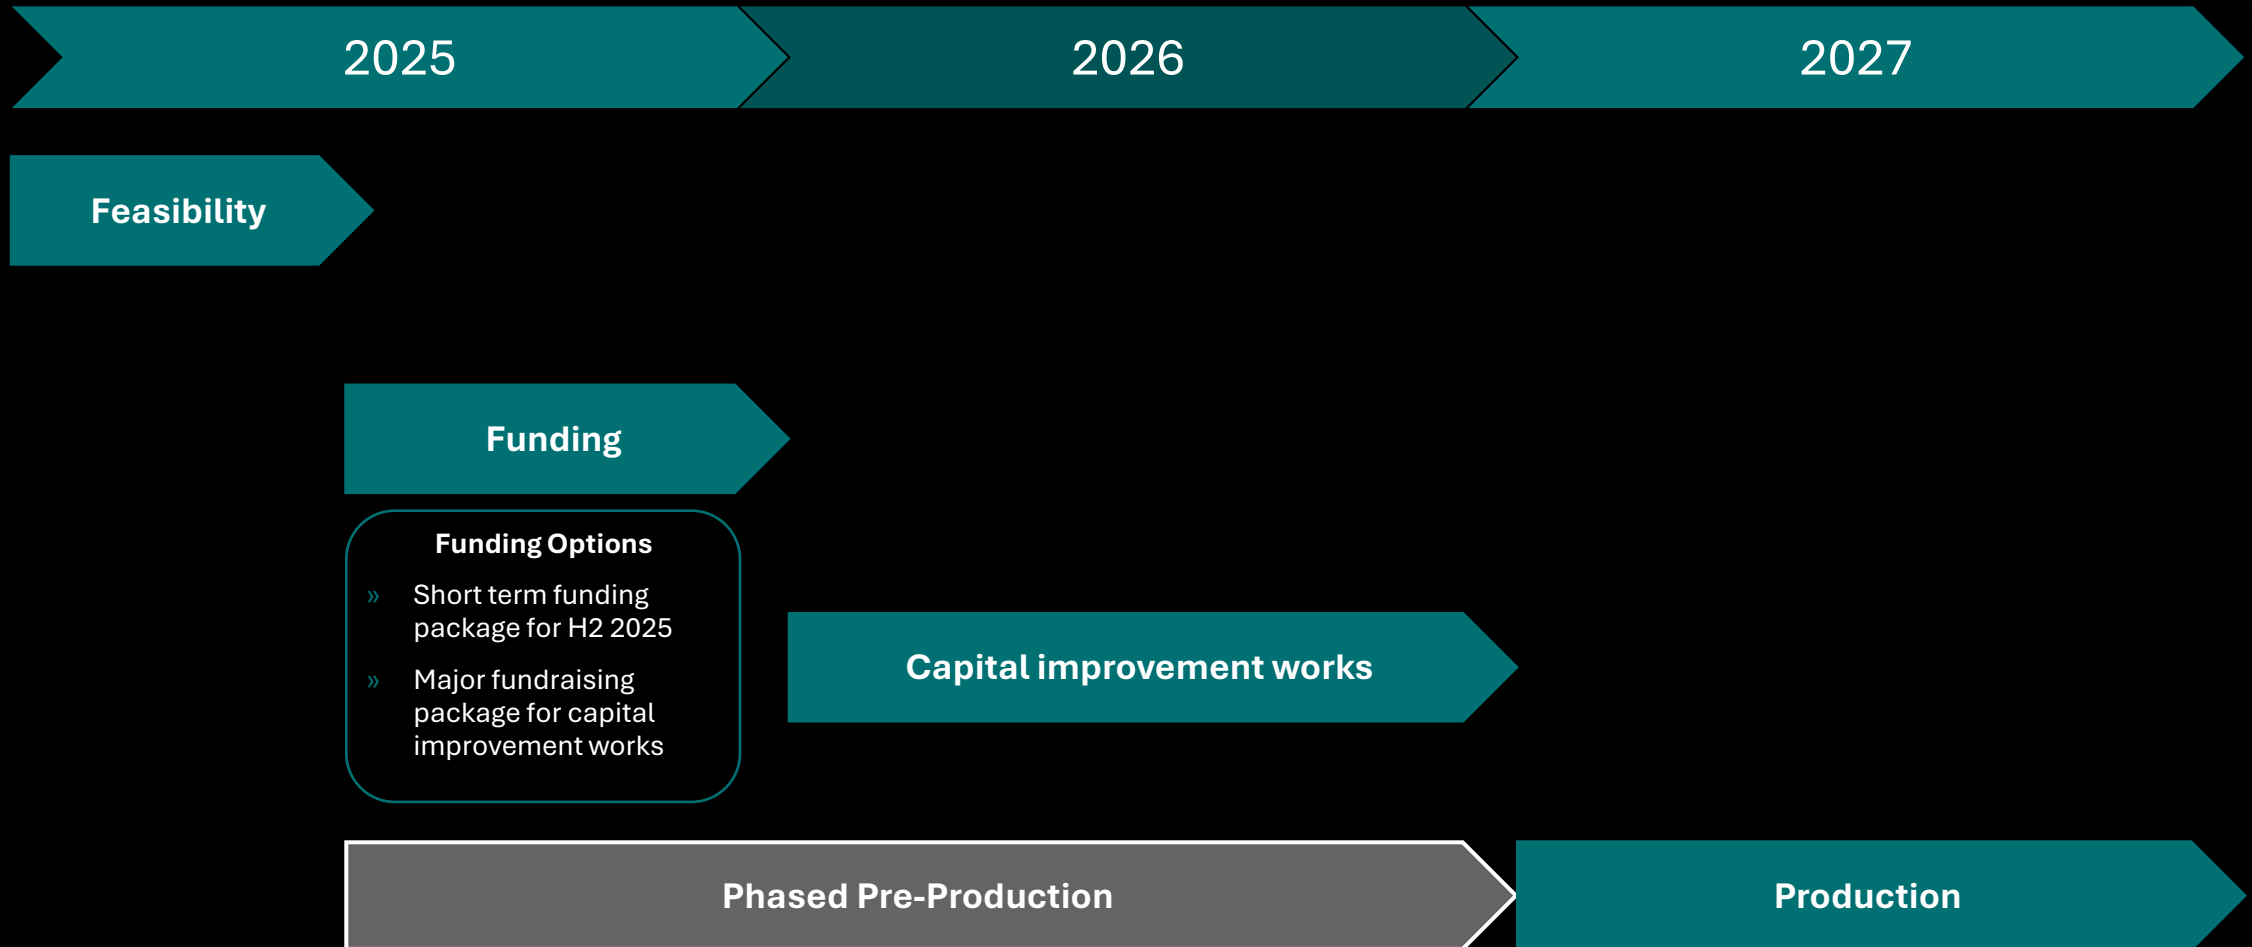 2025
2026
2027
Feasibility
Funding
Funding Options
» Short term funding
package for H2 2025
» Major fundraising
package for capital
improvement works
Capital improvement works
Phased Pre-Production
Production